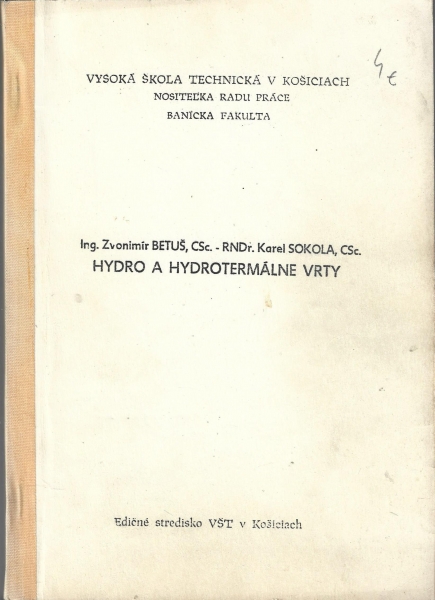 VYSOKÁ ŠKOLA TECHNICKÁ V KOŠICIACH
NOSITEĽKA RADU PRÁCE
BANÍCKA FAKULTA
4 €
Ing. Zvonimír BETUŠ, CSc. - RNDr. Karel SOKOLA, CSc.
HYDRO A HYDROTERMÁLNE VRTY
Edičné stredisko VŠT v Košiciach